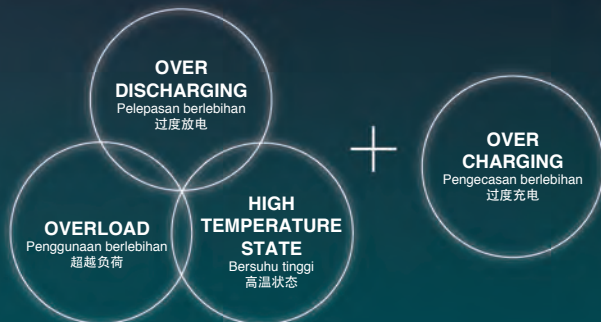 OVER
DISCHARGING
Pelepasan berlebihan
过度放电
OVERLOAD
Penggunaan berlebihan
超越负荷
HIGH
TEMPERATURE
STATE
Bersuhu tinggi
高温状态
OVER
CHARGING
Pengecasan berlebihan
过度充电